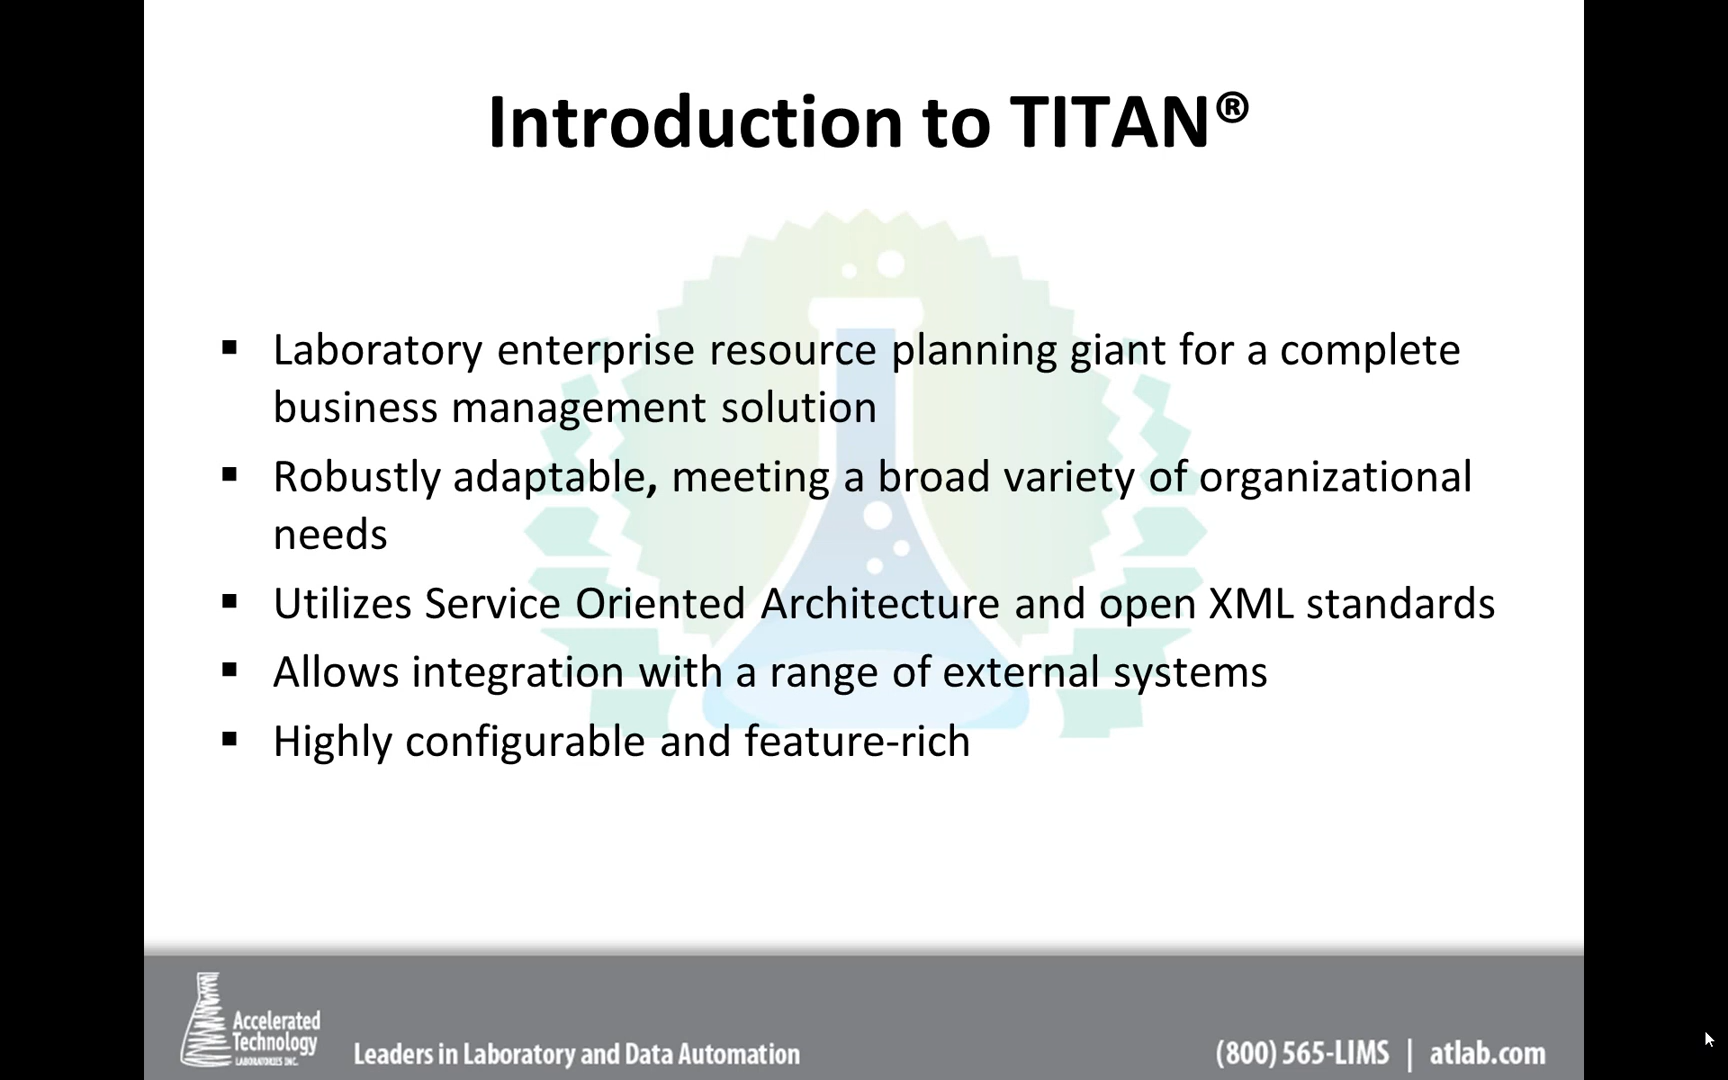 Introduction to TITAN®
▪ Laboratory enterprise resource planning giant for a complete
business management solution
▪ Robustly adaptable, meeting a broad variety of organizational
needs
▪ Utilizes Service Oriented Architecture and open XML standards
▪ Allows integration with a range of external systems
▪ Highly configurable and feature-rich
Accelerated
Technology
LABORATORIES INC.
Leaders in Laboratory and Data Automation
(800) 565-LIMS | atlab.com